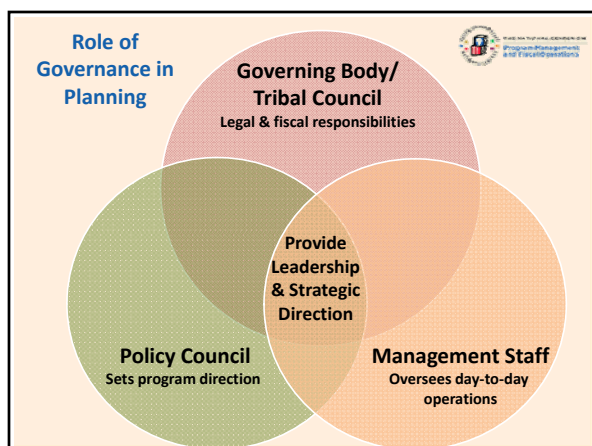 Role of
Governance in
Planning
Program Management
and Fiscal Operations
Governing Body/
Tribal Council
Legal & fiscal responsibilities
Provide
Leadership
& Strategic
Direction
Policy Council
Sets program direction
Management Staff
Oversees day-to-day
operations